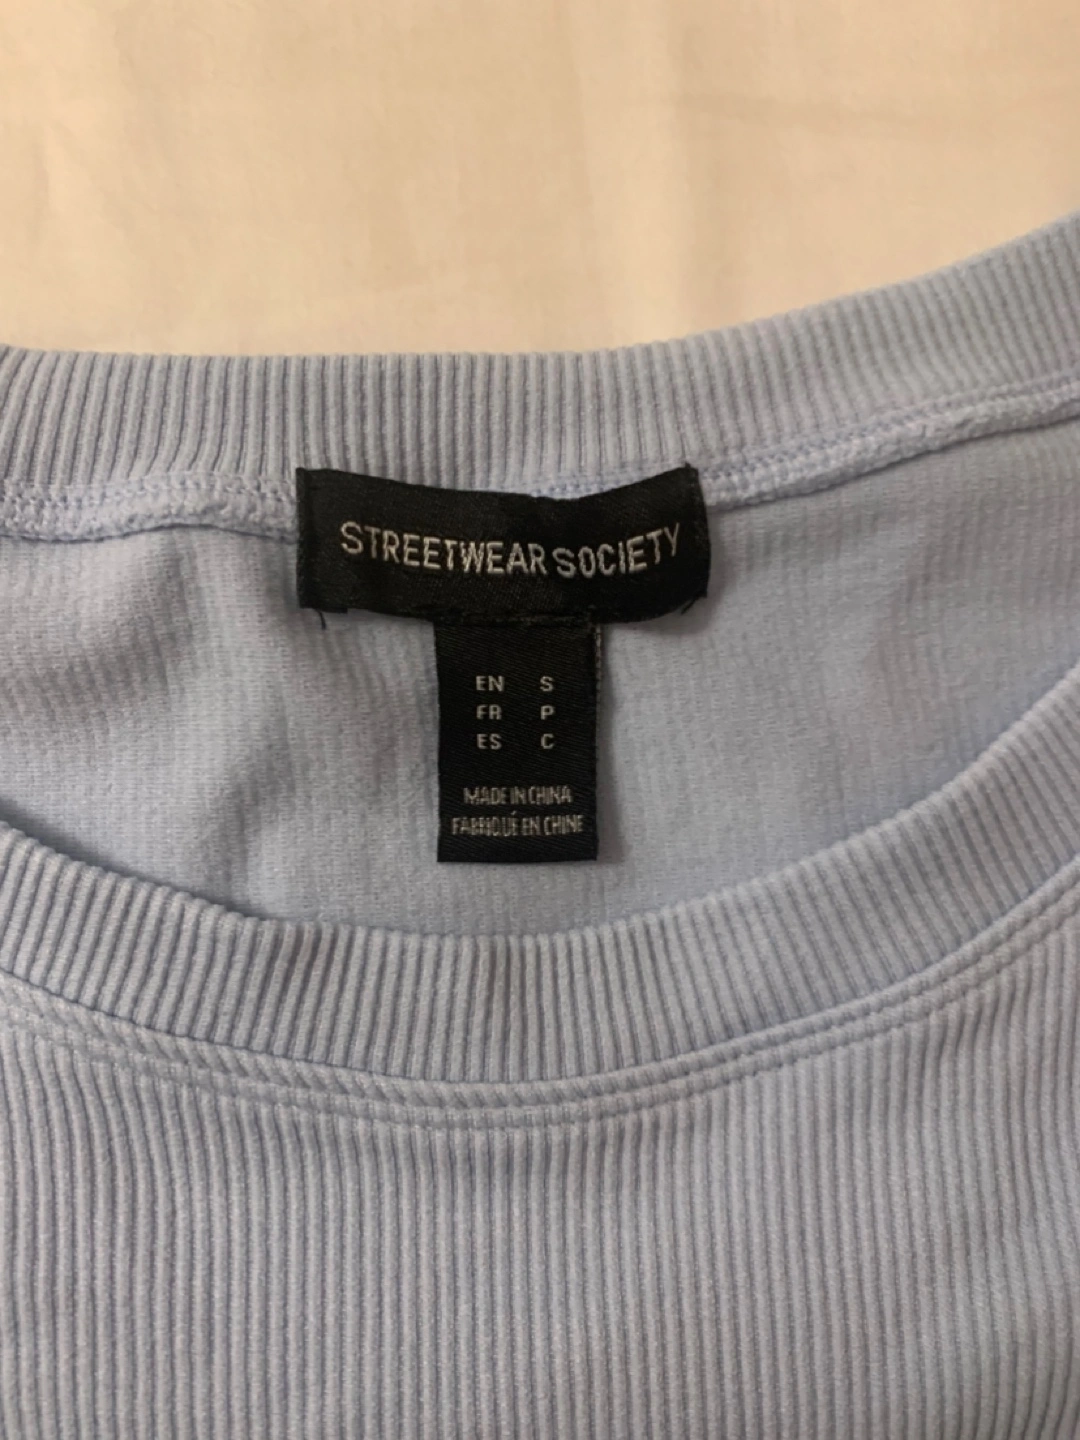 STREETWEAR SOCIETY
EN S
FR P
ES C
MADE IN CHINA
FABRIQUÉ EN CHINE